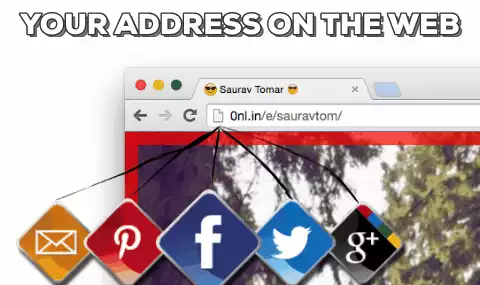 YOUR ADDRESS ON THE WEB
😎 Saurav Tomar 😎
0nl.in/e/sauravtom/
f
g+